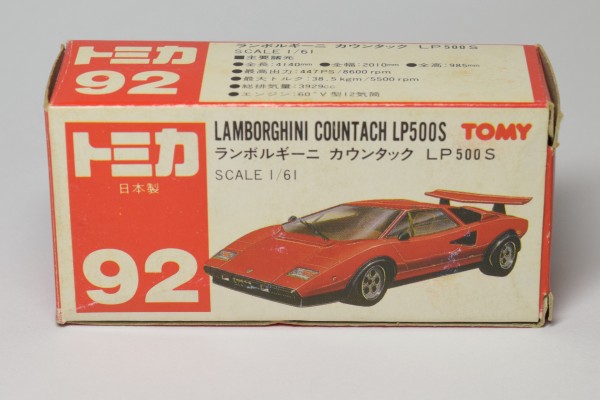 トミカ
92
ランボルギーニ カウンタック LP500S
SCALE 1/61
■主要諸元
●全長:4140mm ●全幅:2010mm ●全高:985mm
●最高出力:447PS/8600rpm
●最大トルク:38.5kgm/5500rpm
●総排気量:3929cc
●エンジン:60°V型12気筒
トミカ
日本製
92
LAMBORGHINI COUNTACH LP500S
TOMY
ランボルギーニ カウンタック LP500S
SCALE 1/61